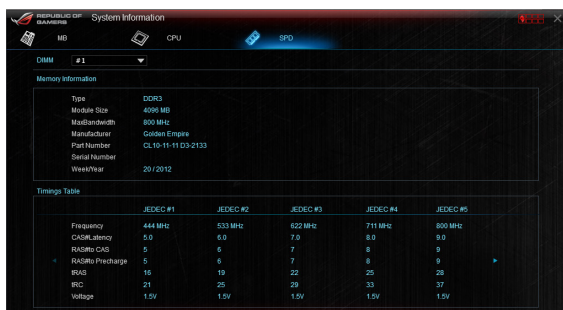 REPUBLIC OF GAMERS System Information
MB CPU SPD
DIMM #1
Memory Information
Type DDR3
Module Size 4096 MB
MaxBandwidth 800 MHz
Manufacturer Golden Empire
Part Number CL10-11-11 D3-2133
Serial Number
Week/Year 20 / 2012
Timings Table
JEDEC #1 JEDEC #2 JEDEC #3 JEDEC #4 JEDEC #5
Frequency 444 MHz 533 MHz 622 MHz 711 MHz 800 MHz
CAS#Latency 5.0 6.0 7.0 8.0 9.0
RAS#to CAS 5 6 7 8 9
RAS#to Precharge 5 6 7 8 9
tRAS 16 19 22 25 28
tRC 21 25 29 33 37
Voltage 1.5V 1.5V 1.5V 1.5V 1.5V